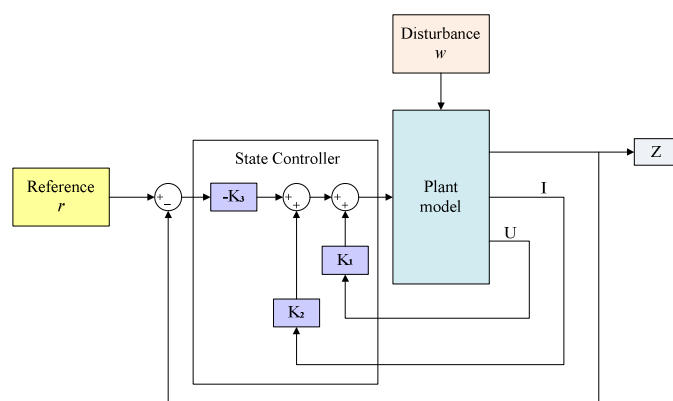 Disturbance
w
State Controller
Reference
r
+
−
-K₃
+
+
+
+
Plant
model
Z
I
U
K₁
K₂